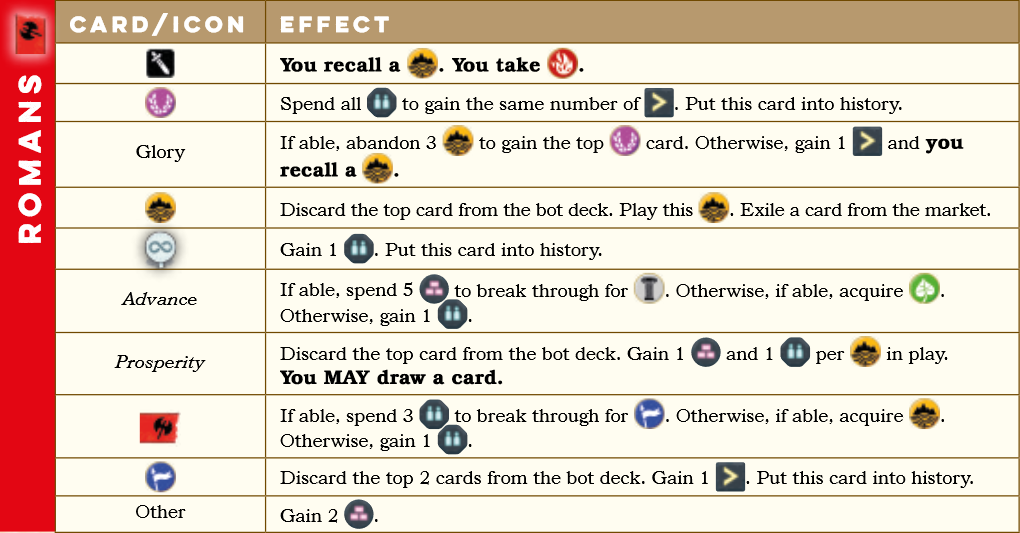 ROMANS
CARD/ICON EFFECT
You recall a . You take .
Spend all to gain the same number of . Put this card into history.
Glory
If able, abandon 3 to gain the top card. Otherwise, gain 1 and you
recall a .
Discard the top card from the bot deck. Play this . Exile a card from the market.
Gain 1 . Put this card into history.
Advance
If able, spend 5 to break through for . Otherwise, if able, acquire .
Otherwise, gain 1 .
Prosperity
Discard the top card from the bot deck. Gain 1 and 1 per in play.
You MAY draw a card.
If able, spend 3 to break through for . Otherwise, if able, acquire .
Otherwise, gain 1 .
Discard the top 2 cards from the bot deck. Gain 1 . Put this card into history.
Other
Gain 2 .